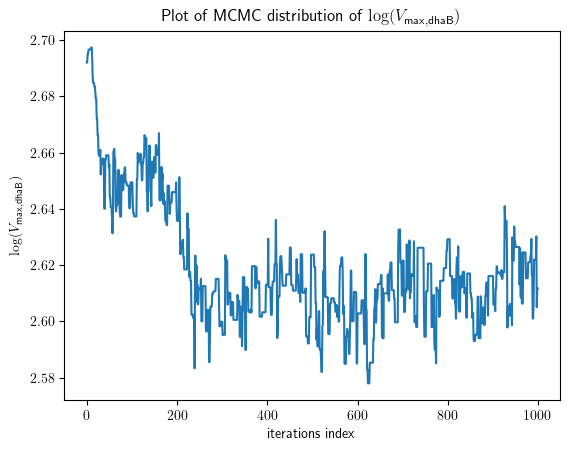 Plot of MCMC distribution of log(V_max,dhaB)
log(V_max,dhaB)
2.70
2.68
2.66
2.64
2.62
2.60
2.58
0 200 400 600 800 1000
iterations index